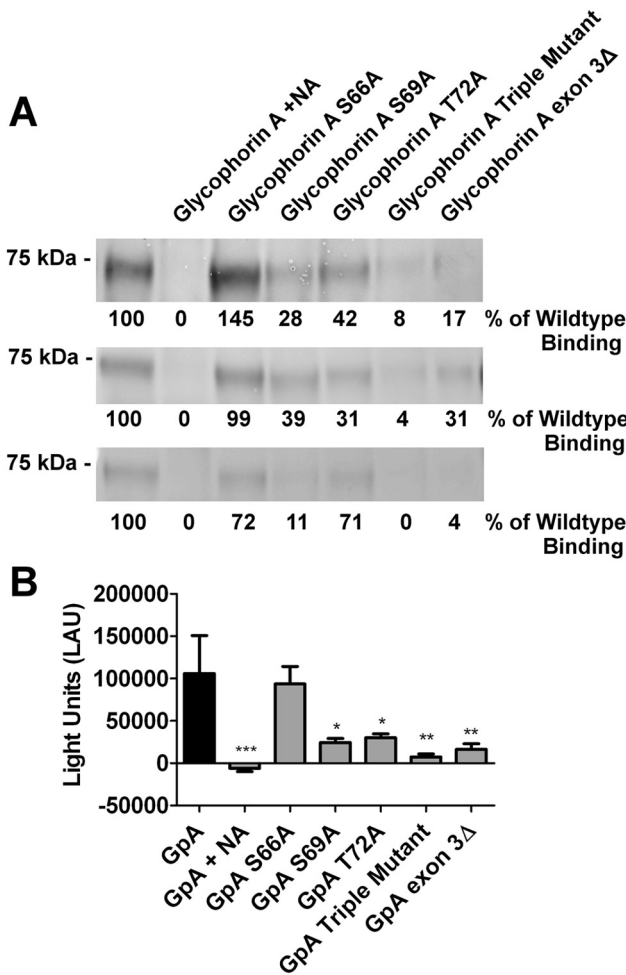 A
Glycophorin A +NA
Glycophorin A S66A
Glycophorin A S69A
Glycophorin A T72A
Glycophorin A Triple Mutant
Glycophorin A exon 3Δ
75 kDa -
100 0 145 28 42 8 17 % of Wildtype
Binding
75 kDa -
100 0 99 39 31 4 31 % of Wildtype
Binding
75 kDa -
100 0 72 11 71 0 4 % of Wildtype
Binding
B
Light Units (LAU)
200000
150000
100000
50000
0
-50000
***
*
*
**
**
GpA
GpA + NA
GpA S66A
GpA S69A
GpA T72A
GpA Triple Mutant
GpA exon 3Δ